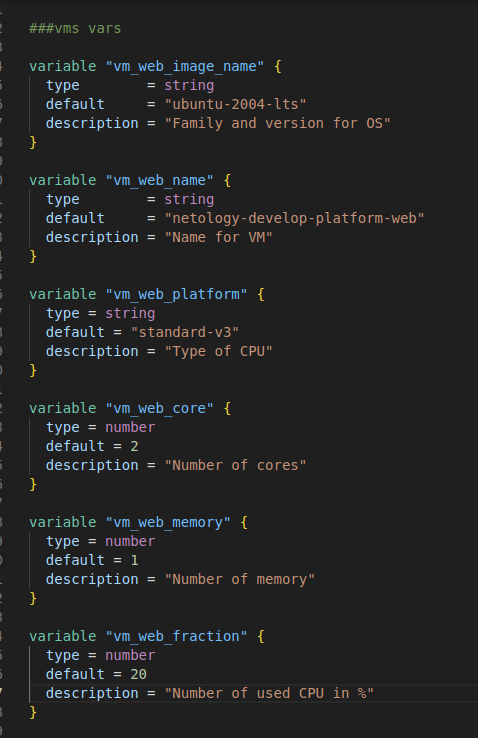 ###vms vars
variable "vm_web_image_name" {
  type        = string
  default     = "ubuntu-2004-lts"
  description = "Family and version for OS"
}
variable "vm_web_name" {
  type        = string
  default     = "netology-develop-platform-web"
  description = "Name for VM"
}
variable "vm_web_platform" {
  type = string
  default = "standard-v3"
  description = "Type of CPU"
}
variable "vm_web_core" {
  type = number
  default = 2
  description = "Number of cores"
}
variable "vm_web_memory" {
  type = number
  default = 1
  description = "Number of memory"
}
variable "vm_web_fraction" {
  type = number
  default = 20
  description = "Number of used CPU in %"
}